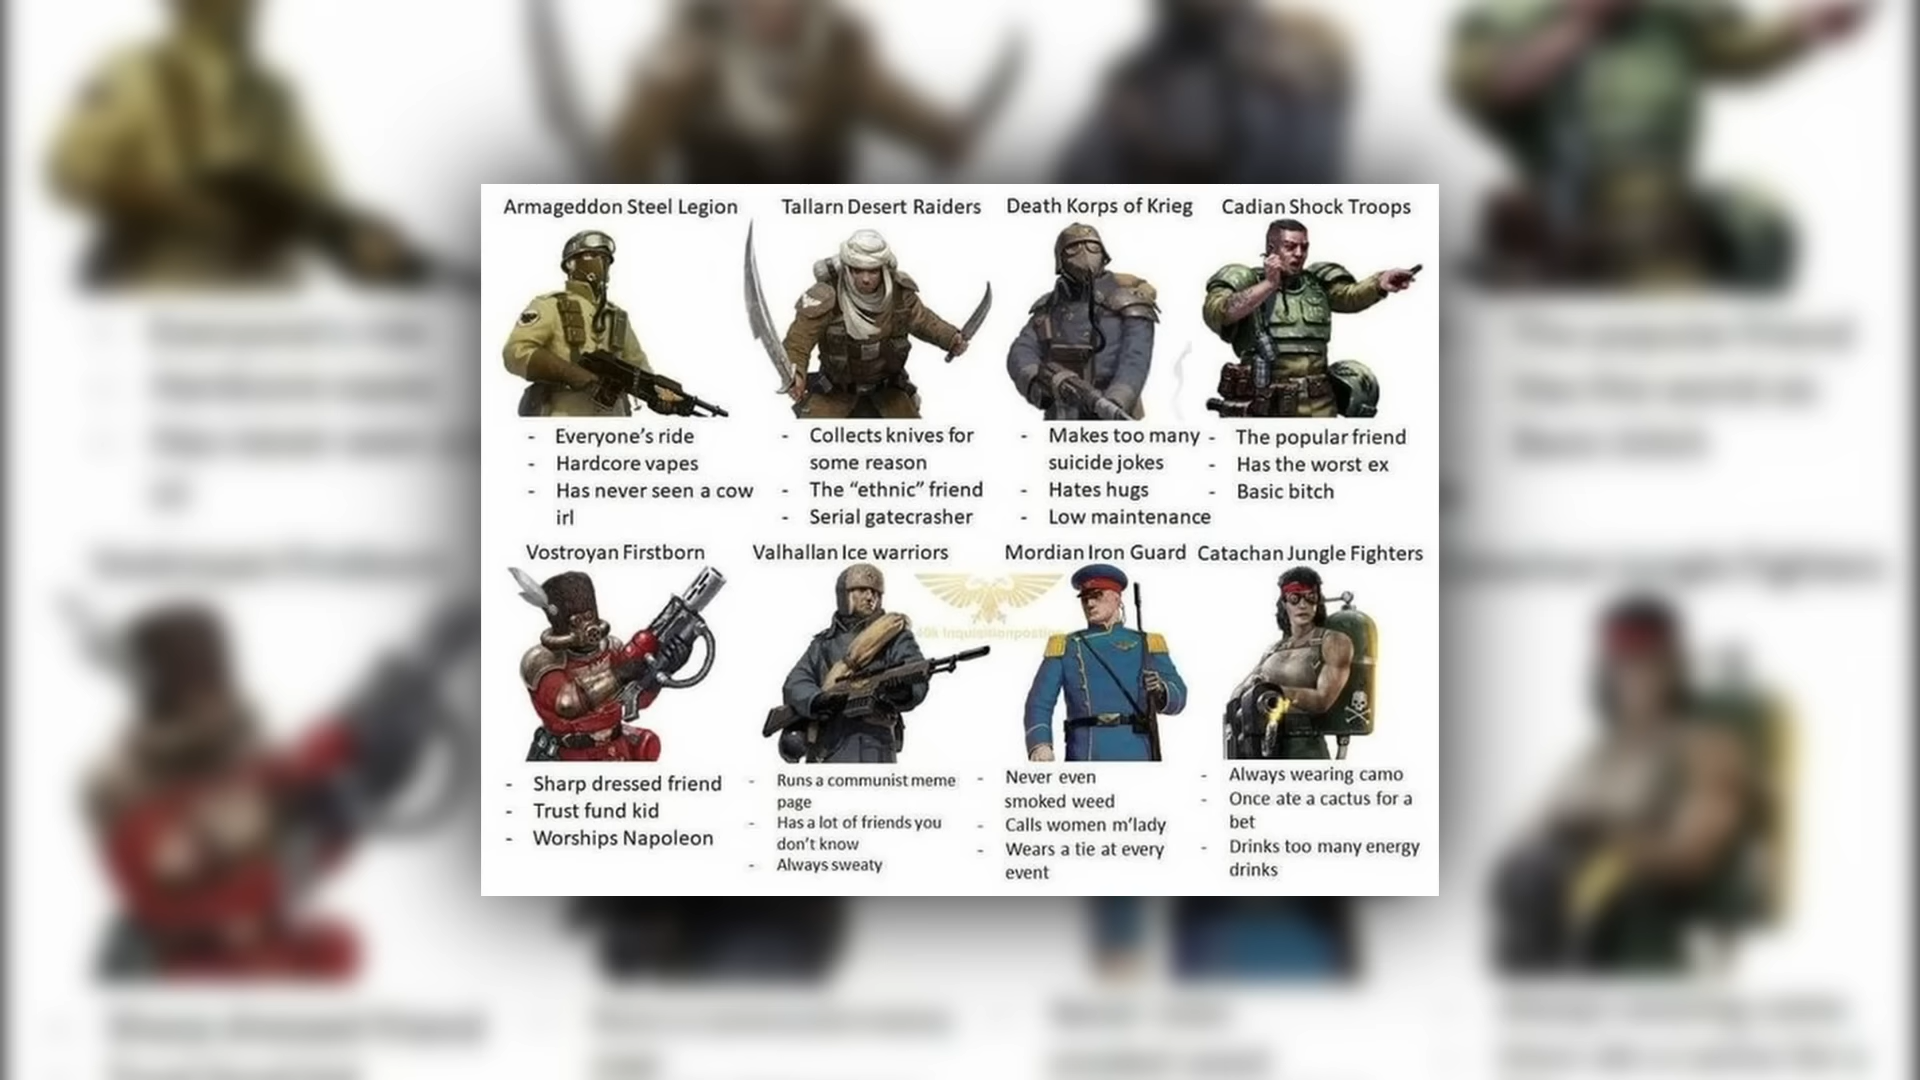 Armageddon Steel Legion
Tallarn Desert Raiders
Death Korps of Krieg
Cadian Shock Troops
- Everyone's ride
- Hardcore vapes
- Has never seen a cow
irl
- Collects knives for
some reason
- The "ethnic" friend
- Serial gatecrasher
- Makes too many
suicide jokes
- Hates hugs
- Low maintenance
- The popular friend
- Has the worst ex
- Basic bitch
Vostroyan Firstborn
Valhallan Ice warriors
Mordian Iron Guard
Catachan Jungle Fighters
40k Inquisitionposting
- Sharp dressed friend
- Trust fund kid
- Worships Napoleon
- Runs a communist meme
page
- Has a lot of friends you
don't know
- Always sweaty
- Never even
smoked weed
- Calls women m'lady
- Wears a tie at every
event
- Always wearing camo
- Once ate a cactus for a
bet
- Drinks too many energy
drinks